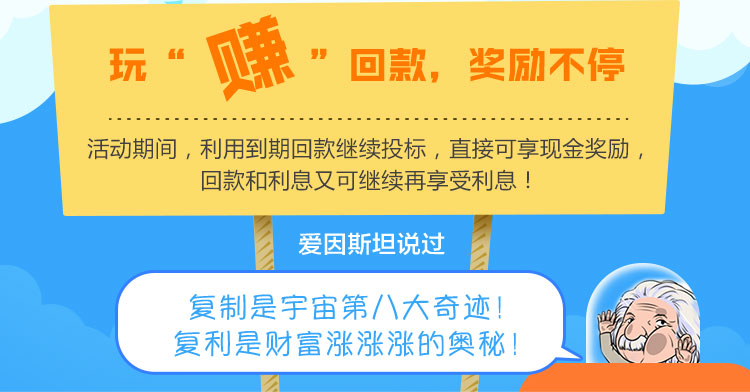 玩“赚”回款，奖励不停
活动期间，利用到期回款继续投标，直接可享现金奖励，
回款和利息又可继续再享受利息！
爱因斯坦说过
复制是宇宙第八大奇迹！
复利是财富涨涨涨的奥秘！